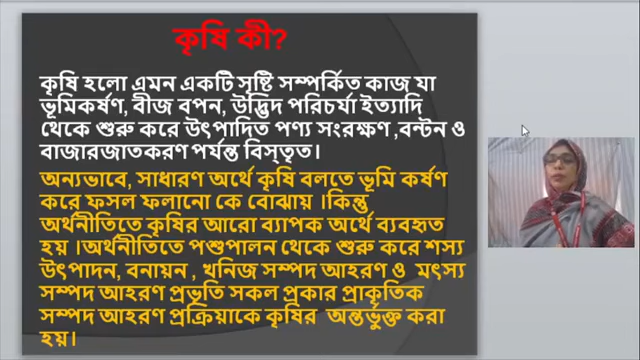 কৃষি কী?
কৃষি হলো এমন একটি সৃষ্টি সম্পর্কিত কাজ যা
ভূমিকর্ষণ, বীজ বপন, উদ্ভিদ পরিচর্যা ইত্যাদি
থেকে শুরু করে উৎপাদিত পণ্য সংরক্ষণ ,বন্টন ও
বাজারজাতকরণ পর্যন্ত বিস্তৃত।
অন্যভাবে, সাধারণ অর্থে কৃষি বলতে ভূমি কর্ষণ
করে ফসল ফলানো কে বোঝায় ।কিন্তু
অর্থনীতিতে কৃষির আরো ব্যাপক অর্থে ব্যবহৃত
হয় ।অর্থনীতিতে পশুপালন থেকে শুরু করে শস্য
উৎপাদন, বনায়ন , খনিজ সম্পদ আহরণ ও মৎস্য
সম্পদ আহরণ প্রভৃতি সকল প্রকার প্রাকৃতিক
সম্পদ আহরণ প্রক্রিয়াকে কৃষির অন্তর্ভুক্ত করা
হয়।